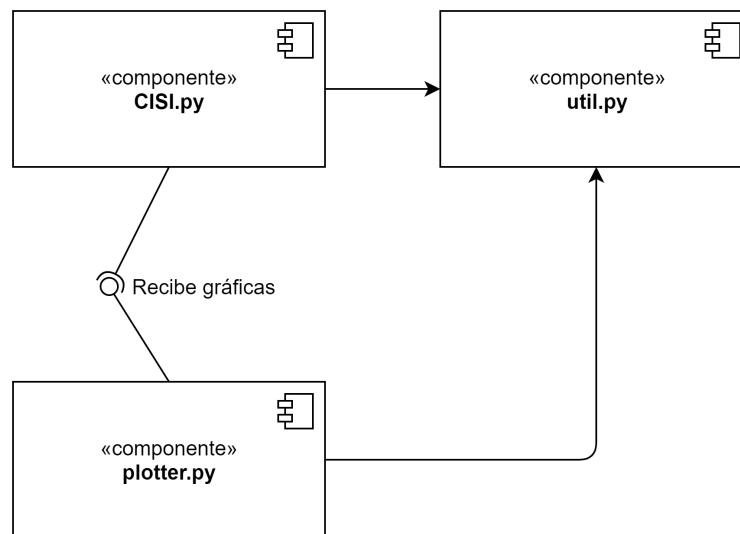 «componente»
CISI.py
«componente»
util.py
Recibe gráficas
«componente»
plotter.py